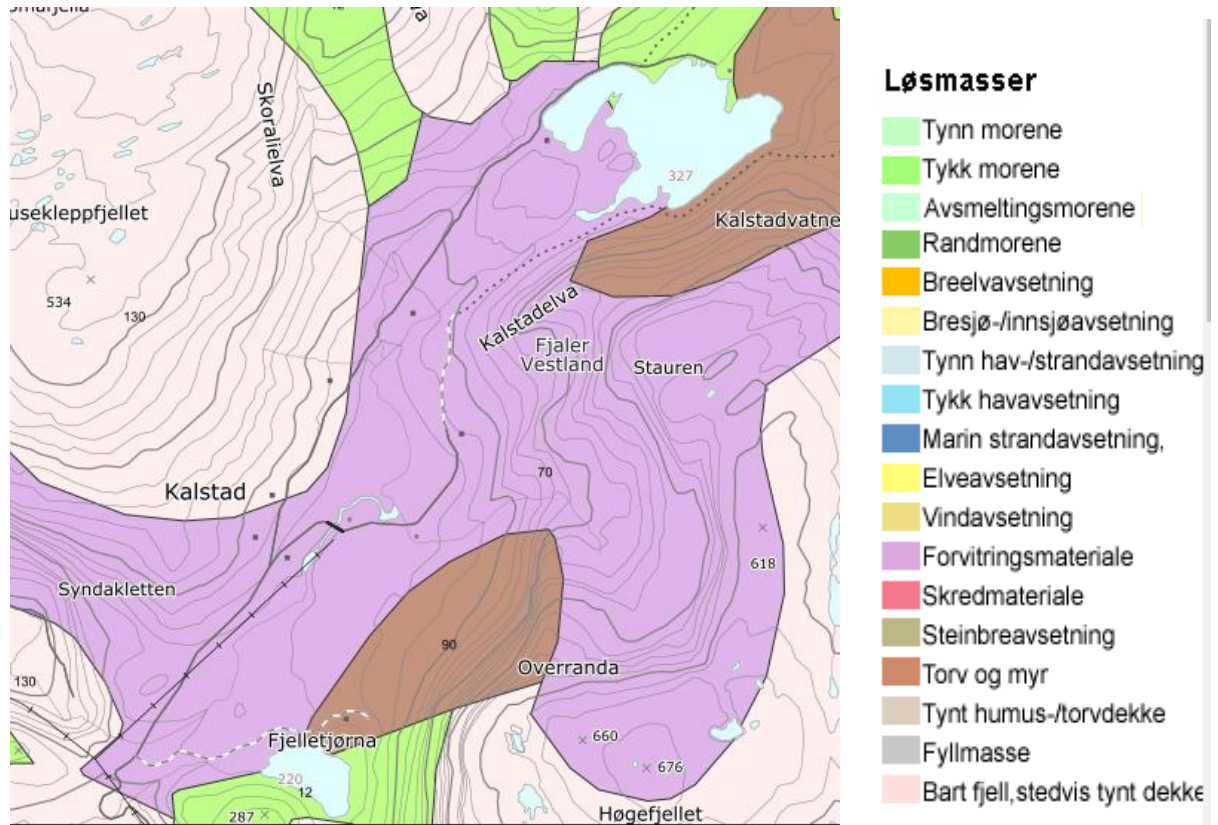 Skoralielva
usekleppfjellet
534
130
327
Kalstadvatne
Kalstadelva
Fjaler
Vestland
Stauren
70
Kalstad
618
Syndakletten
90
Overranda
130
Fjelletjørna
660
676
220
12
287
Høgefjellet
Løsmasser
Tynn morene
Tykk morene
Avsmeltingsmorene
Randmorene
Breelvavsetning
Bresjø-/innsjøavsetning
Tynn hav-/strandavsetning
Tykk havavsetning
Marin strandavsetning,
Elveavsetning
Vindavsetning
Forvitringsmateriale
Skredmateriale
Steinbreavsetning
Torv og myr
Tynt humus-/torvdekke
Fyllmasse
Bart fjell,stedvis tynt dekke